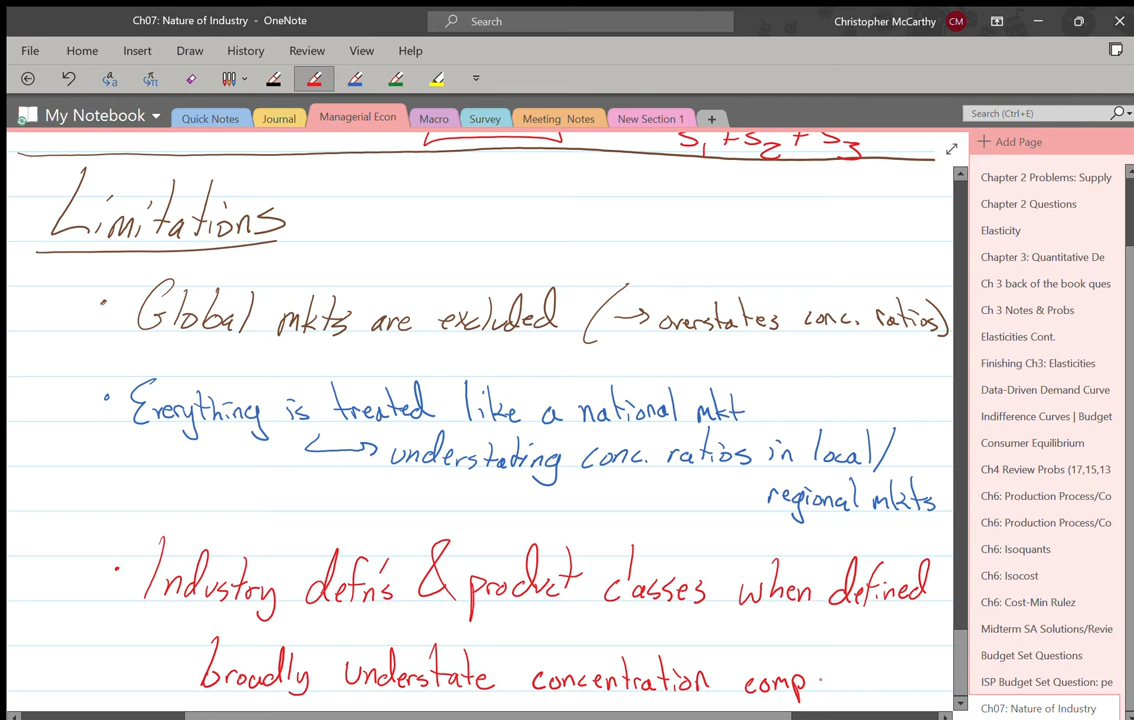 Ch07: Nature of Industry - OneNote
Search
Christopher McCarthy
CM
File Home Insert Draw History Review View Help
My Notebook
Quick Notes
Journal
Managerial Econ
Macro
Survey
Meeting Notes
New Section 1
Search (Ctrl+E)
S1 + S2 + S3
Limitations
• Global mkts are excluded (→ overstates conc. ratios)
• Everything is treated like a national mkt
↳ understating conc. ratios in local/
regional mkts
• Industry defn's & product classes when defined
broadly understate concentration comp
Add Page
Chapter 2 Problems: Supply
Chapter 2 Questions
Elasticity
Chapter 3: Quantitative De
Ch 3 back of the book ques
Ch 3 Notes & Probs
Elasticities Cont.
Finishing Ch3: Elasticities
Data-Driven Demand Curve
Indifference Curves | Budget
Consumer Equilibrium
Ch4 Review Probs (17,15,13
Ch6: Production Process/Co
Ch6: Production Process/Co
Ch6: Isoquants
Ch6: Isocost
Ch6: Cost-Min Rulez
Midterm SA Solutions/Revie
Budget Set Questions
ISP Budget Set Question: pe
Ch07: Nature of Industry